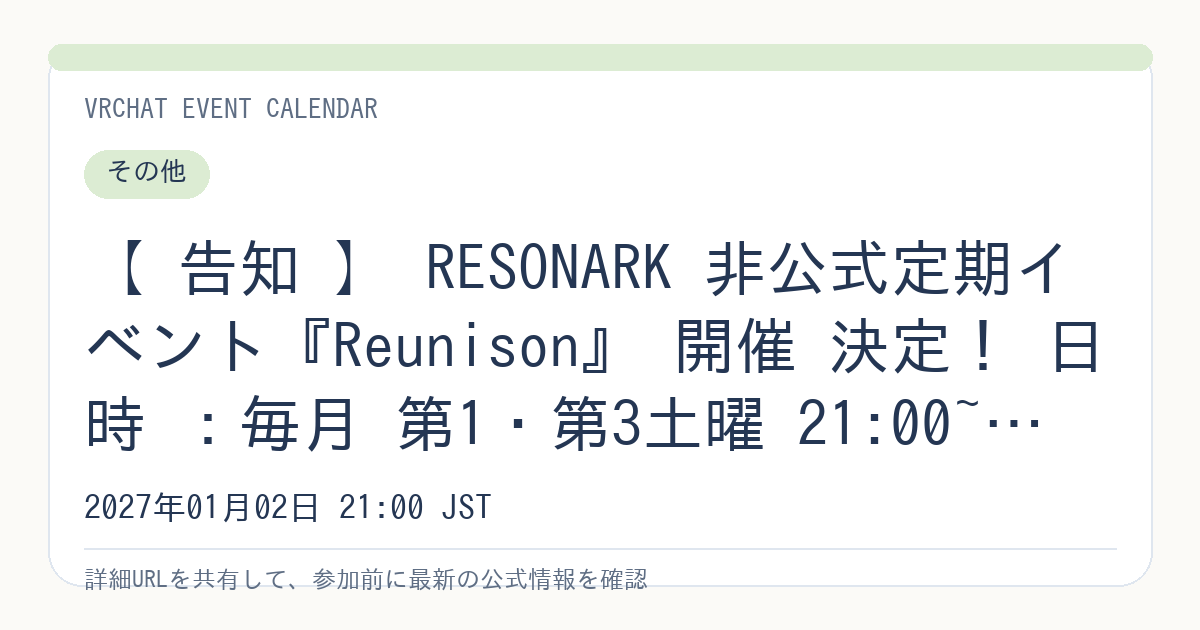 VRCHAT EVENT CALENDAR
その他
【 告知 】 RESONARK 非公式定期イ
ベント『Reunison』 開催 決定！ 日
時 ：毎月 第1・第3土曜 21:00~…
2027年01月02日 21:00 JST
詳細URLを共有して、参加前に最新の公式情報を確認